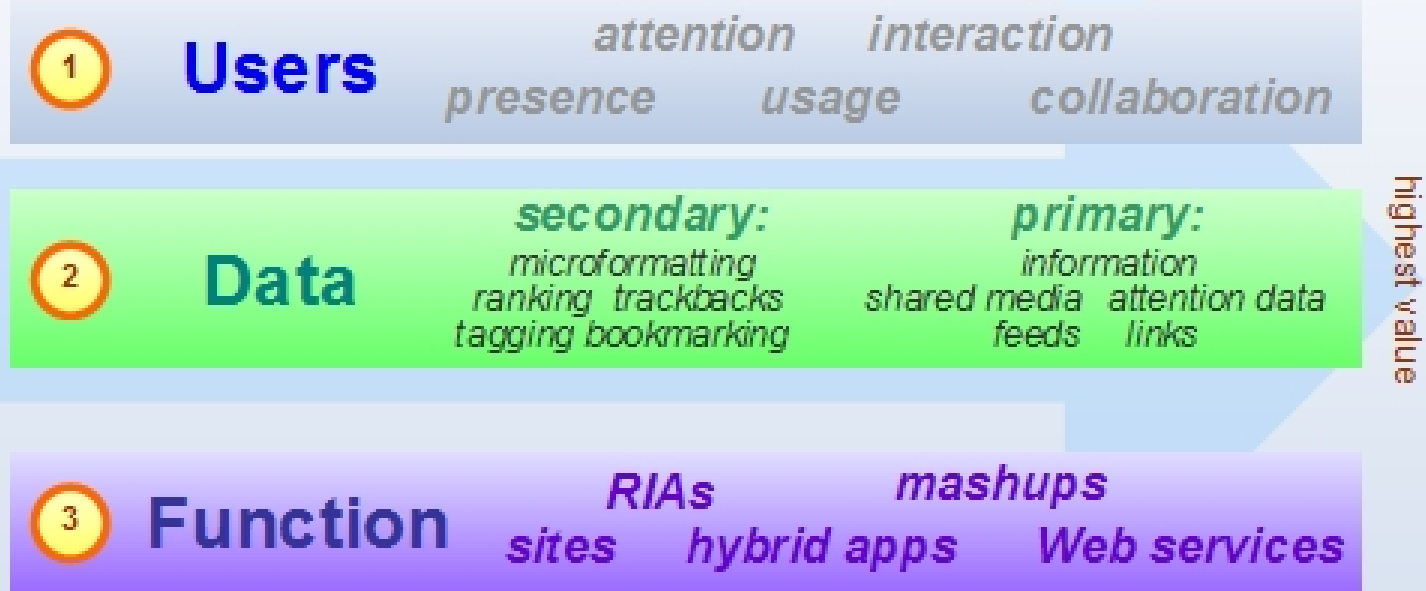 1 Users
attention interaction
presence usage collaboration
2 Data
secondary:
microformatting
ranking trackbacks
tagging bookmarking
primary:
information
shared media attention data
feeds links
3 Function
RIAs mashups
sites hybrid apps Web services
highest value